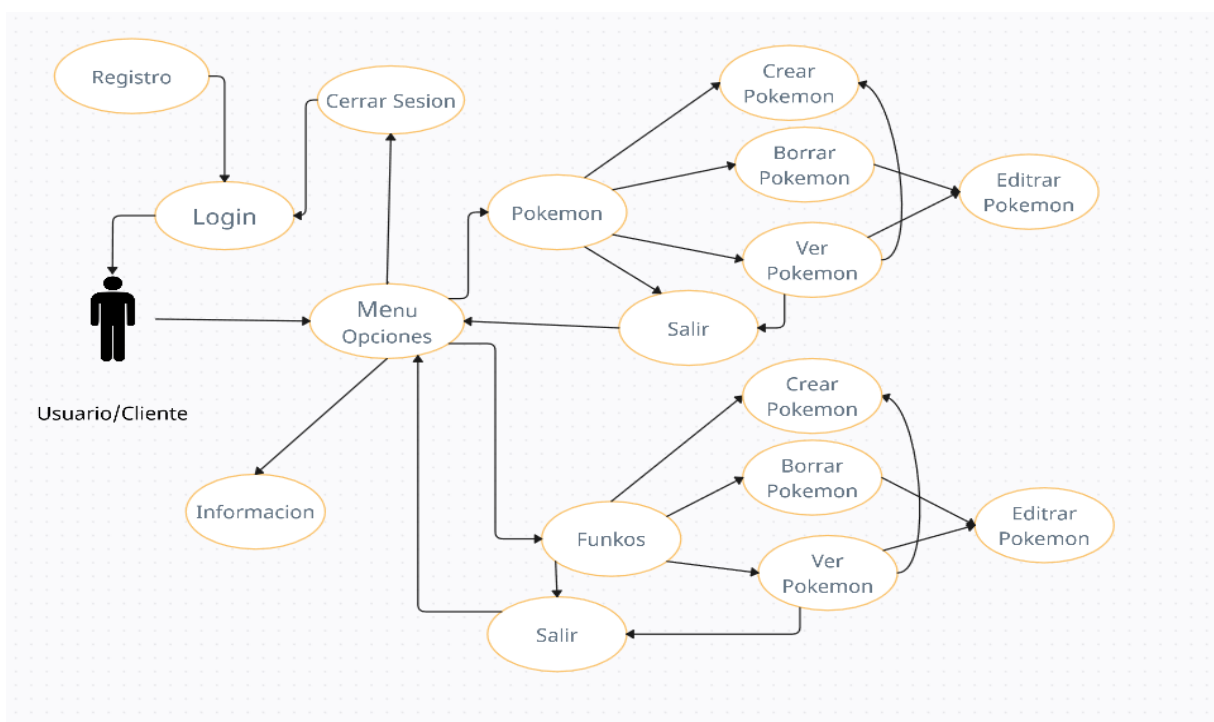 Registro
Cerrar Sesion
Login
Usuario/Cliente
Menu
Opciones
Informacion
Pokemon
Crear
Pokemon
Borrar
Pokemon
Ver
Pokemon
Editrar
Pokemon
Salir
Funkos
Crear
Pokemon
Borrar
Pokemon
Ver
Pokemon
Editrar
Pokemon
Salir